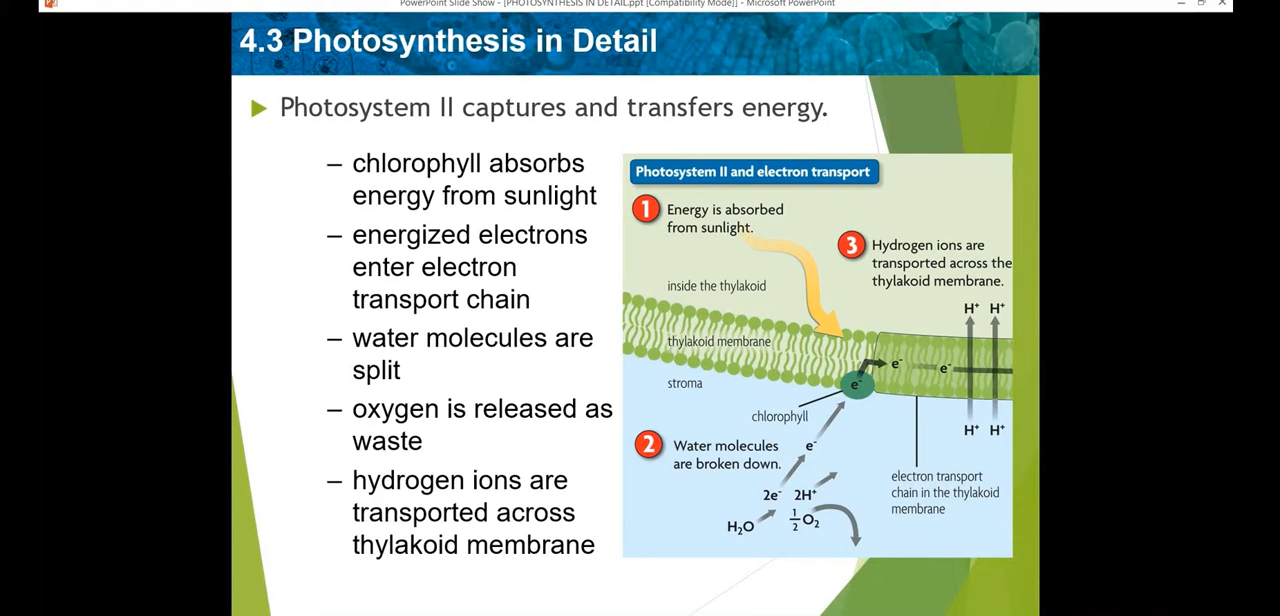 PowerPoint Slide Show - [PHOTOSYNTHESIS IN DETAIL.ppt [Compatibility Mode]] - Microsoft PowerPoint
4.3 Photosynthesis in Detail
Photosystem II captures and transfers energy.
– chlorophyll absorbs
energy from sunlight
– energized electrons
enter electron
transport chain
– water molecules are
split
– oxygen is released as
waste
– hydrogen ions are
transported across
thylakoid membrane
Photosystem II and electron transport
1 Energy is absorbed
from sunlight.
3 Hydrogen ions are
transported across the
thylakoid membrane.
inside the thylakoid
H⁺ H⁺
thylakoid membrane
e⁻ e⁻
stroma
e⁻
chlorophyll
H⁺ H⁺
2 Water molecules
are broken down.
e⁻
electron transport
chain in the thylakoid
membrane
2e⁻ 2H⁺
H₂O ½O₂